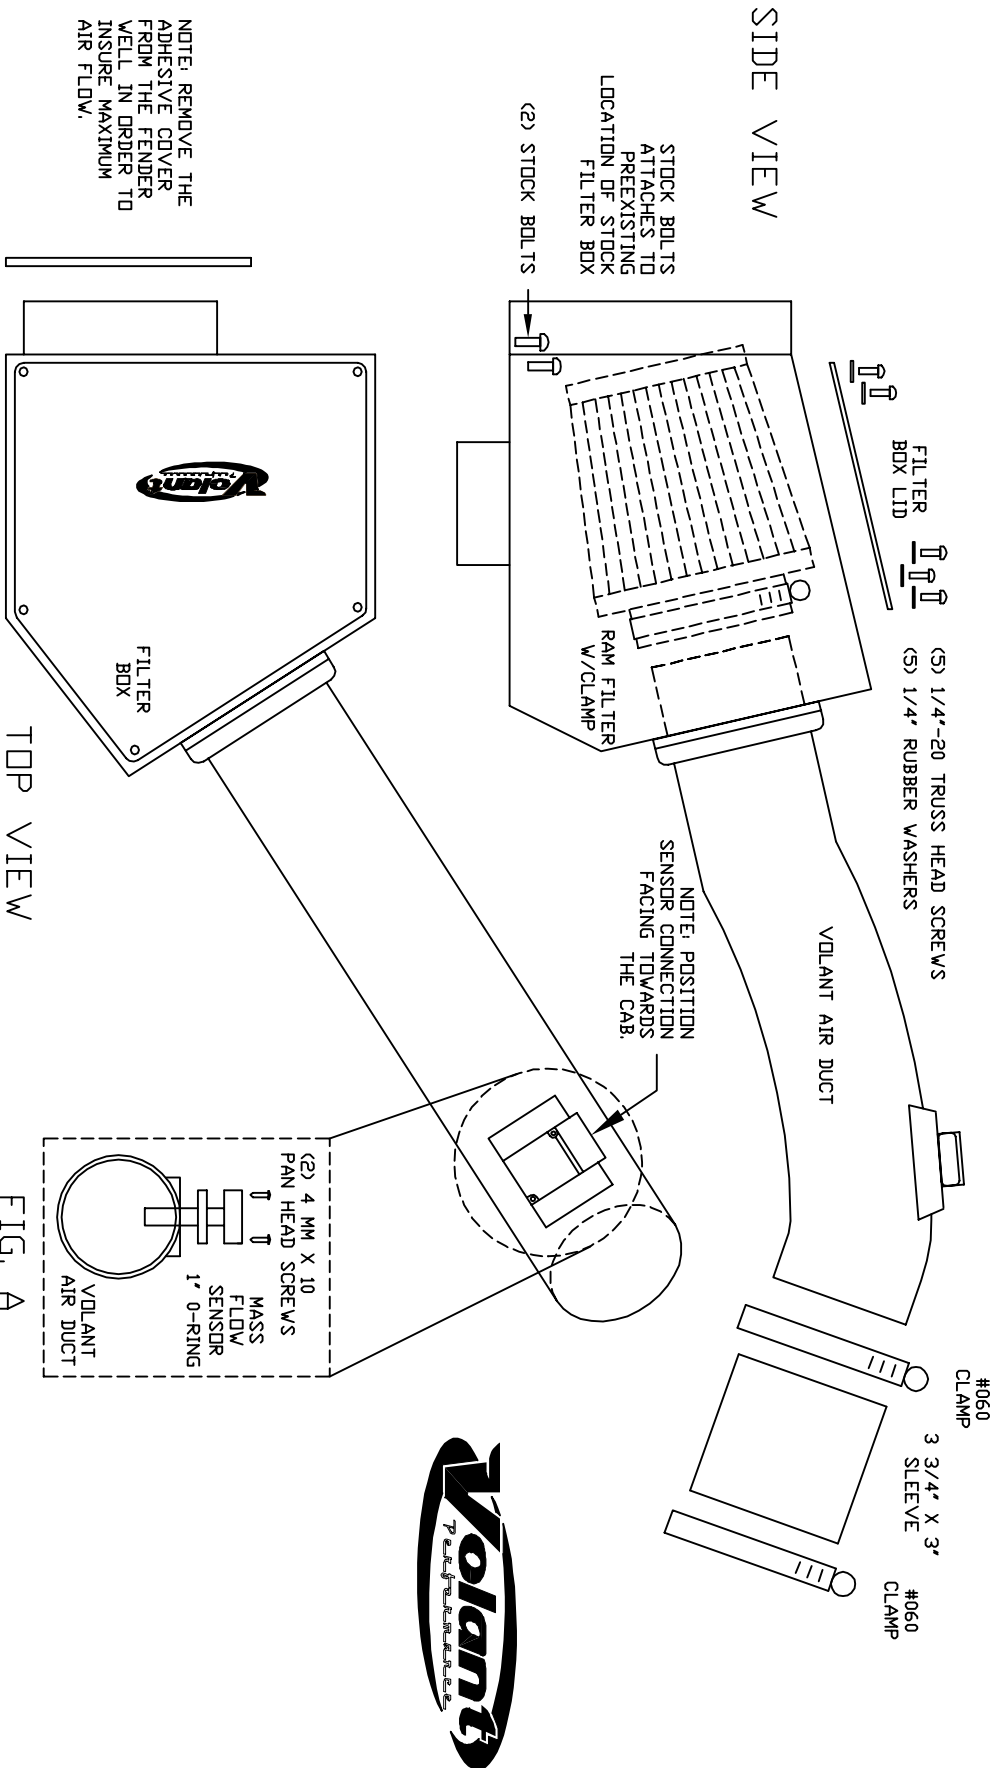 SIDE VIEW
STOCK BOLTS
ATTACHES TO
PREEXISTING
LOCATION OF STOCK
FILTER BOX
(2) STOCK BOLTS
FILTER
BOX LID
(5) 1/4"-20 TRUSS HEAD SCREWS
(5) 1/4" RUBBER WASHERS
RAM FILTER
W/CLAMP
VOLANT AIR DUCT
#060
CLAMP
3 3/4" X 3"
SLEEVE
#060
CLAMP
NOTE: POSITION
SENSOR CONNECTION
FACING TOWARDS
THE CAB.
NOTE: REMOVE THE
ADHESIVE COVER
FROM THE FENDER
WELL IN ORDER TO
INSURE MAXIMUM
AIR FLOW.
Volant
Performance
FILTER
BOX
TOP VIEW
(2) 4 MM X 10
PAN HEAD SCREWS
MASS
FLOW
SENSOR
1" O-RING
VOLANT
AIR DUCT
FIG. A
Volant
Performance